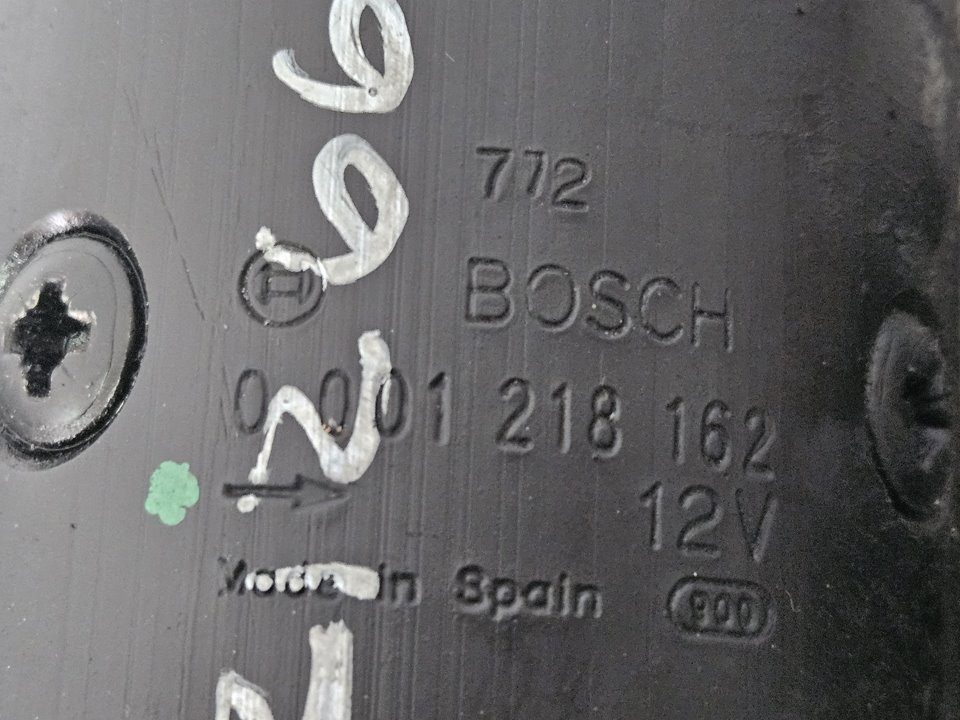 772
BOSCH
0 001 218 162
12V
Made in Spain
900